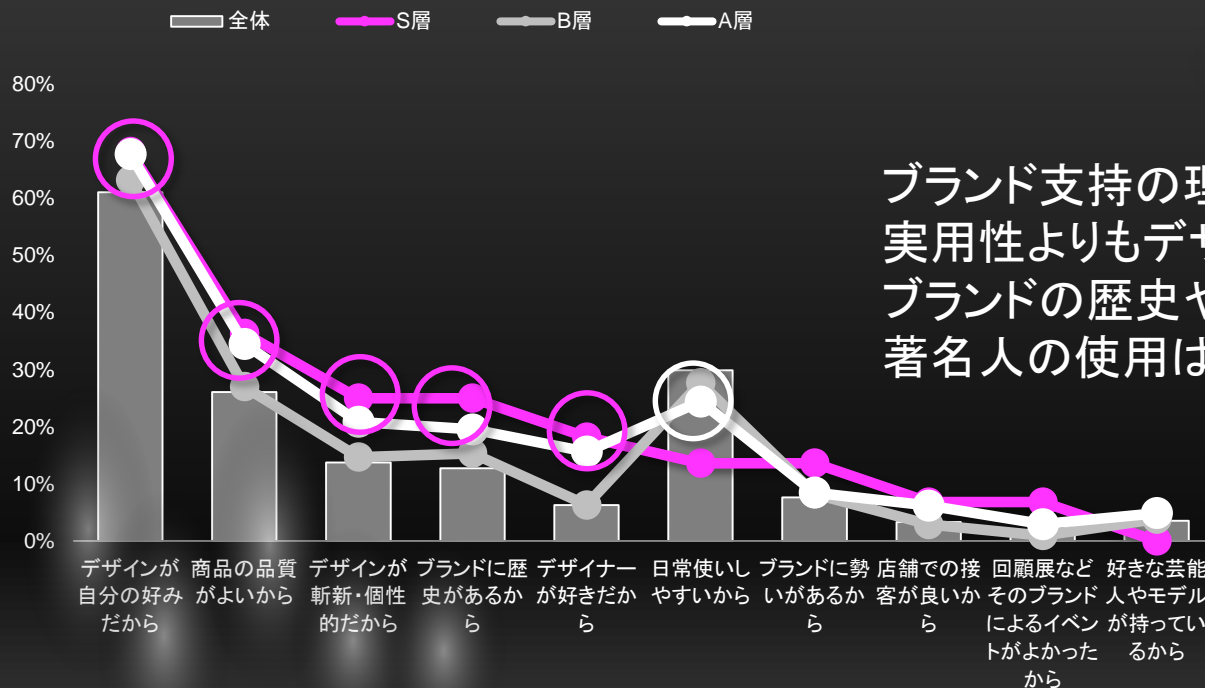 全体 S層 B層 A層
80%
70%
60%
50%
40%
30%
20%
10%
0%
ブランド支持の理
実用性よりもデザ
ブランドの歴史や
著名人の使用は
デザインが
自分の好み
だから
商品の品質
がよいから
デザインが
斬新・個性
的だから
ブランドに歴
史があるか
ら
デザイナー
が好きだか
ら
日常使いし
やすいから
ブランドに勢
いがあるか
ら
店舗での接
客が良いか
ら
回顧展など
そのブランド
によるイベン
トがよかった
から
好きな芸能
人やモデル
が持ってい
るから